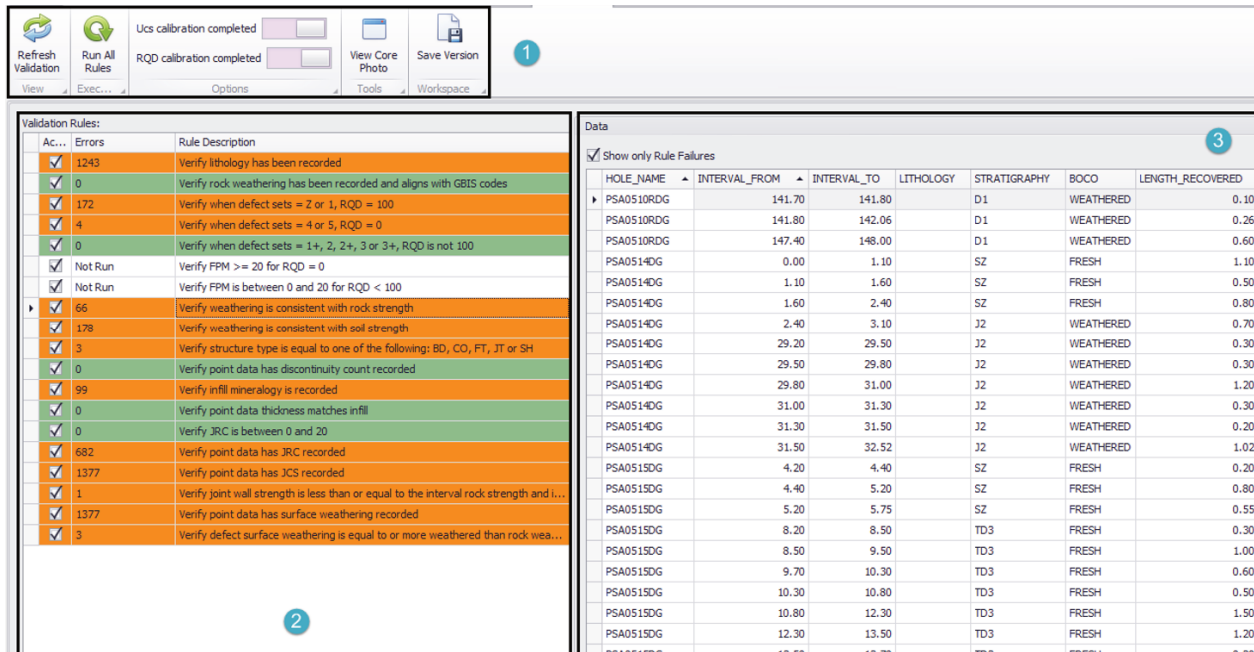 Refresh Validation
View
Run All Rules
Exec...
Ucs calibration completed
RQD calibration completed
Options
View Core Photo
Tools
Save Version
Workspace
1
Validation Rules:
Ac... Errors Rule Description
1243 Verify lithology has been recorded
0 Verify rock weathering has been recorded and aligns with GBIS codes
172 Verify when defect sets = Z or 1, RQD = 100
4 Verify when defect sets = 4 or 5, RQD = 0
0 Verify when defect sets = 1+, 2, 2+, 3 or 3+, RQD is not 100
Not Run Verify FPM >= 20 for RQD = 0
Not Run Verify FPM is between 0 and 20 for RQD < 100
66 Verify weathering is consistent with rock strength
178 Verify weathering is consistent with soil strength
3 Verify structure type is equal to one of the following: BD, CO, FT, JT or SH
0 Verify point data has discontinuity count recorded
99 Verify infill mineralogy is recorded
0 Verify point data thickness matches infill
0 Verify JRC is between 0 and 20
682 Verify point data has JRC recorded
1377 Verify point data has JCS recorded
1 Verify joint wall strength is less than or equal to the interval rock strength and i...
1377 Verify point data has surface weathering recorded
3 Verify defect surface weathering is equal to or more weathered than rock wea...
2
Data
3
Show only Rule Failures
HOLE_NAME INTERVAL_FROM INTERVAL_TO LITHOLOGY STRATIGRAPHY BOCO LENGTH_RECOVERED
PSA0510RDG 141.70 141.80 D1 WEATHERED 0.10
PSA0510RDG 141.80 142.06 D1 WEATHERED 0.26
PSA0510RDG 147.40 148.00 D1 WEATHERED 0.60
PSA0514DG 0.00 1.10 SZ FRESH 1.10
PSA0514DG 1.10 1.60 SZ FRESH 0.50
PSA0514DG 1.60 2.40 SZ FRESH 0.80
PSA0514DG 2.40 3.10 J2 WEATHERED 0.70
PSA0514DG 29.20 29.50 J2 WEATHERED 0.30
PSA0514DG 29.50 29.80 J2 WEATHERED 0.30
PSA0514DG 29.80 31.00 J2 WEATHERED 1.20
PSA0514DG 31.00 31.30 J2 WEATHERED 0.30
PSA0514DG 31.30 31.50 J2 WEATHERED 0.20
PSA0514DG 31.50 32.52 J2 WEATHERED 1.02
PSA0515DG 4.20 4.40 SZ FRESH 0.20
PSA0515DG 4.40 5.20 SZ FRESH 0.80
PSA0515DG 5.20 5.75 SZ FRESH 0.55
PSA0515DG 8.20 8.50 TD3 FRESH 0.30
PSA0515DG 8.50 9.50 TD3 FRESH 1.00
PSA0515DG 9.70 10.30 TD3 FRESH 0.60
PSA0515DG 10.30 10.80 TD3 FRESH 0.50
PSA0515DG 10.80 12.30 TD3 FRESH 1.50
PSA0515DG 12.30 13.50 TD3 FRESH 1.20